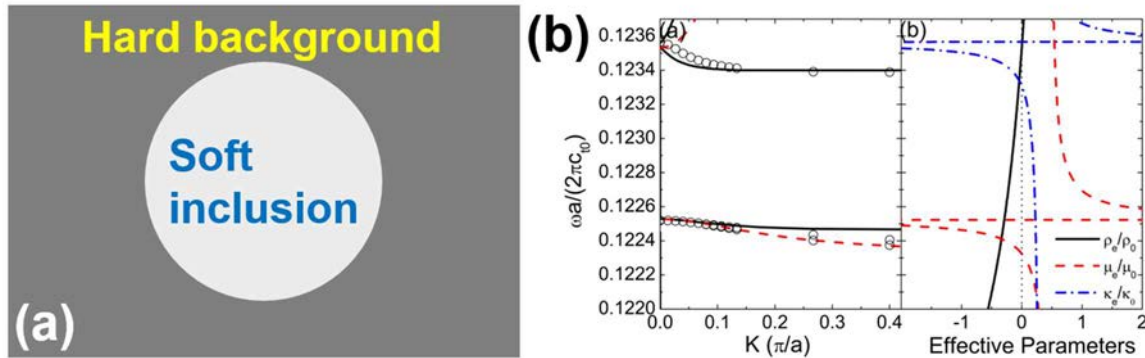 Hard background
Soft
inclusion
(a)
(b)
(a)
(b)
ωa/(2πc_t0)
0.1236
0.1234
0.1232
0.1230
0.1228
0.1226
0.1224
0.1222
0.1220
0.0 0.1 0.2 0.3 0.4
K (π/a)
ρ_e/ρ_0
μ_e/μ_0
κ_e/κ_0
-1 0 1 2
Effective Parameters